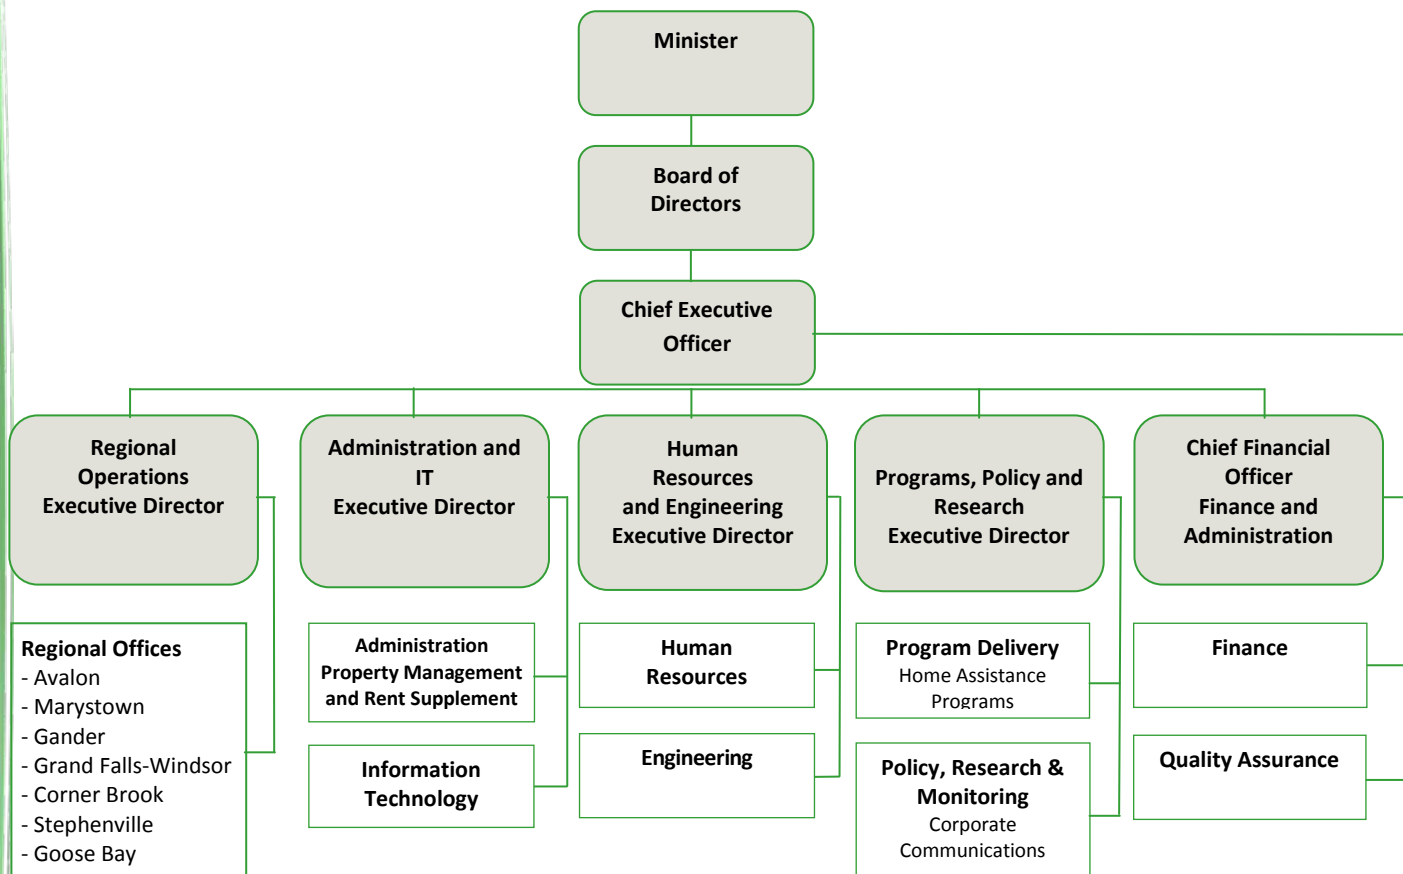 Minister
Board of
Directors
Chief Executive
Officer
Regional
Operations
Executive Director
Administration and
IT
Executive Director
Human
Resources
and Engineering
Executive Director
Programs, Policy and
Research
Executive Director
Chief Financial
Officer
Finance and
Administration
Regional Offices
- Avalon
- Marystown
- Gander
- Grand Falls-Windsor
- Corner Brook
- Stephenville
- Goose Bay
Administration
Property Management
and Rent Supplement
Information
Technology
Human
Resources
Engineering
Program Delivery
Home Assistance
Programs
Policy, Research &
Monitoring
Corporate
Communications
Finance
Quality Assurance